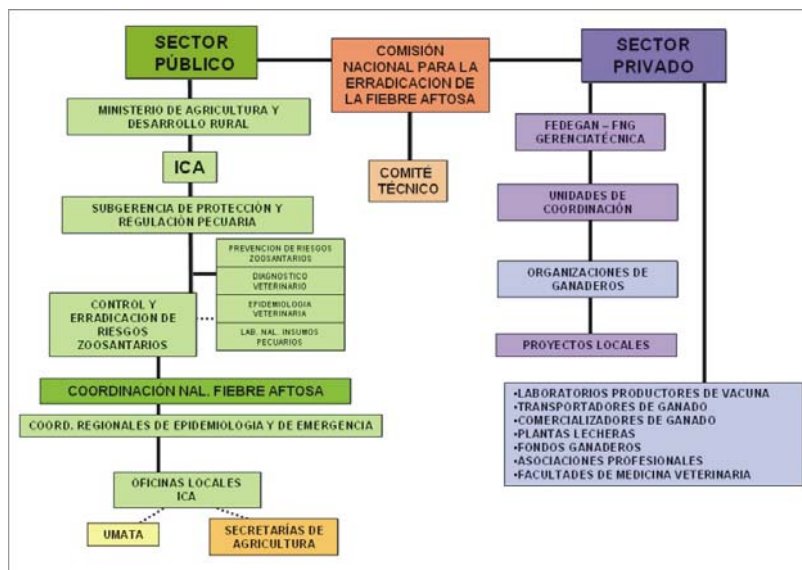 SECTOR
PÚBLICO
COMISIÓN
NACIONAL PARA LA
ERRADICACION DE
LA FIEBRE AFTOSA
SECTOR
PRIVADO
MINISTERIO DE AGRICULTURA Y
DESARROLLO RURAL
ICA
SUBGERENCIA DE PROTECCIÓN Y
REGULACIÓN PECUARIA
PREVENCION DE RIESGOS
ZOOSANTARIOS
DIAGNOSTICO
VETERINARIO
EPIDEMIOLOGIA
VETERINARIA
LAB. NAL. INSUMOS
PECUARIOS
CONTROL Y
ERRADICACION DE
RIESGOS
ZOOSANTARIOS
COORDINACIÓN NAL. FIEBRE AFTOSA
COORD. REGIONALES DE EPIDEMIOLOGIA Y DE EMERGENCIA
OFICINAS LOCALES
ICA
UMATA
SECRETARÍAS DE
AGRICULTURA
COMITÉ
TÉCNICO
FEDEGAN – FNG
GERENCIATÉCNICA
UNIDADES DE
COORDINACIÓN
ORGANIZACIONES DE
GANADEROS
PROYECTOS LOCALES
•LABORATORIOS PRODUCTORES DE VACUNA
•TRANSPORTADORES DE GANADO
•COMERCIALIZADORES DE GANADO
•PLANTAS LECHERAS
•FONDOS GANADEROS
•ASOCIACIONES PROFESIONALES
•FACULTADES DE MEDICINA VETERINARIA